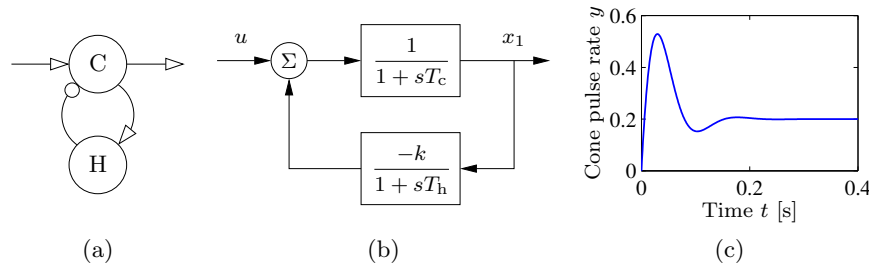 C
H
(a)
u
Σ
1
1 + sT_c
x_1
-k
1 + sT_h
(b)
Cone pulse rate y
0.6
0.4
0.2
0
0
0.2
0.4
Time t [s]
(c)